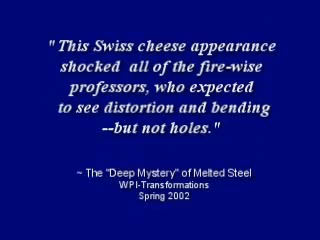 "This Swiss cheese appearance
shocked all of the fire-wise
professors, who expected
to see distortion and bending
--but not holes."
~ The "Deep Mystery" of Melted Steel
WPI-Transformations
Spring 2002